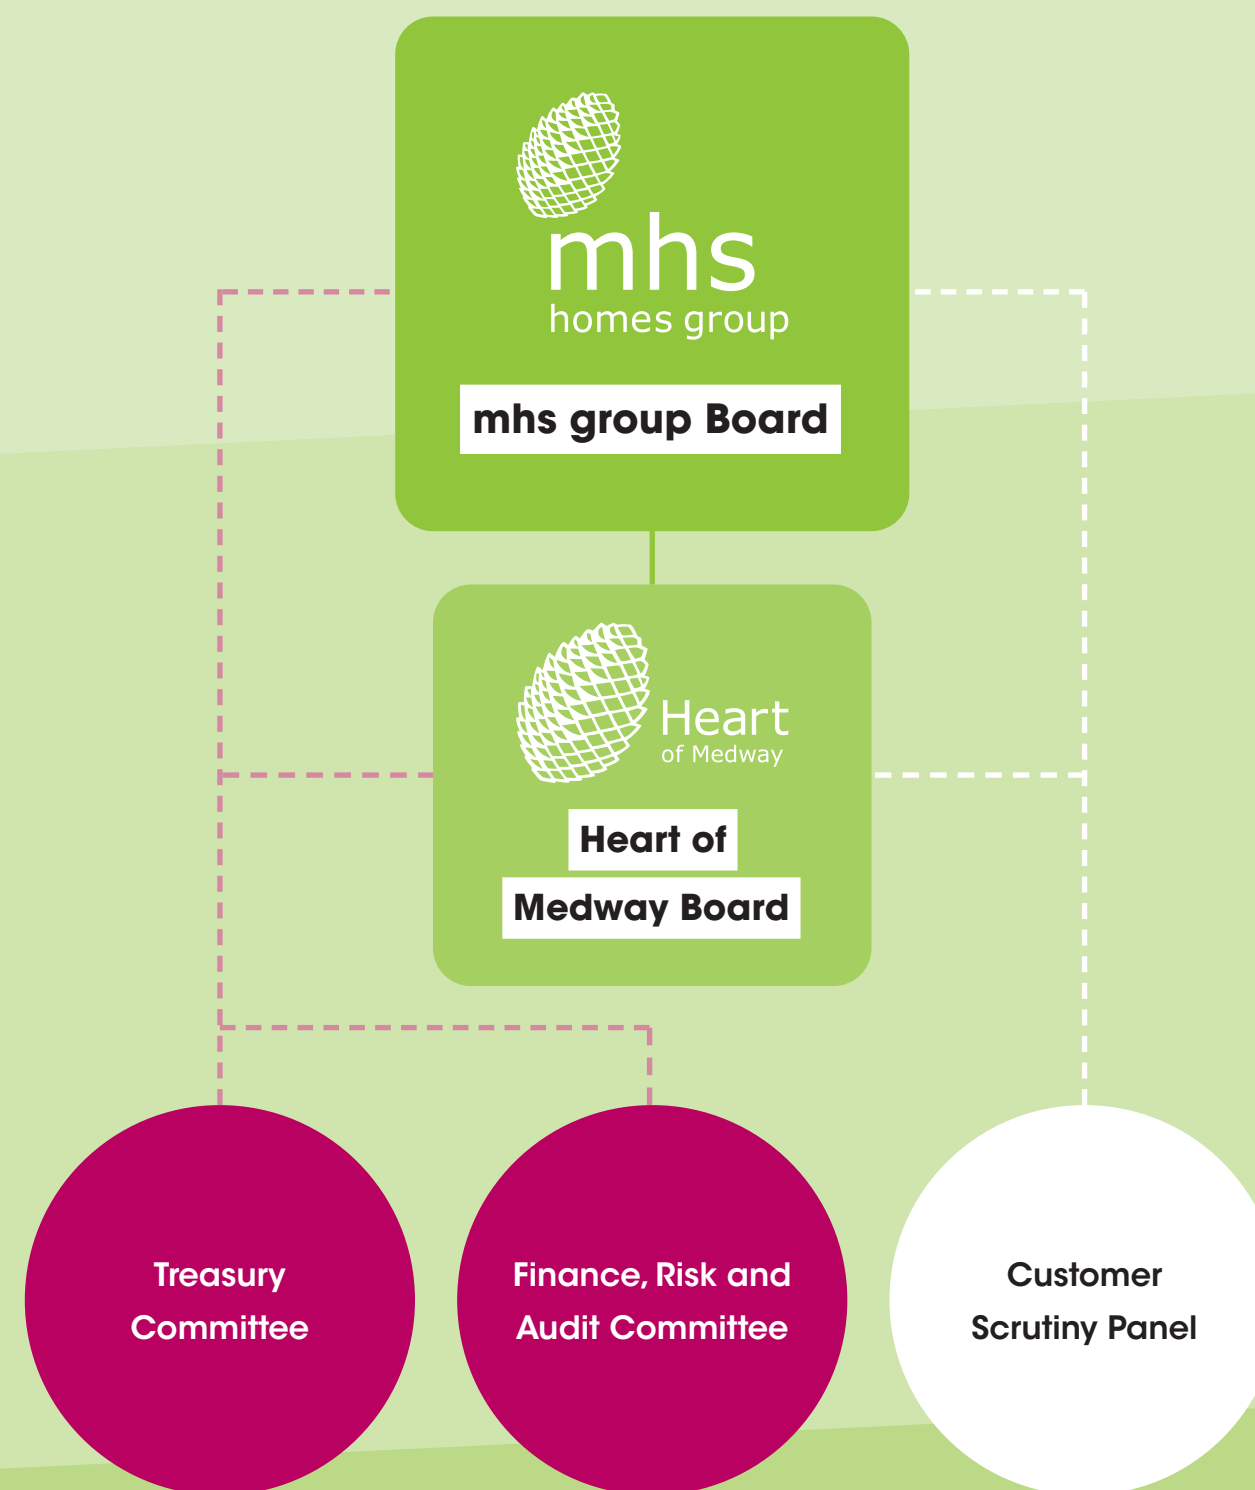 mhs
homes group
mhs group Board
Heart
of Medway
Heart of
Medway Board
Treasury
Committee
Finance, Risk and
Audit Committee
Customer
Scrutiny Panel